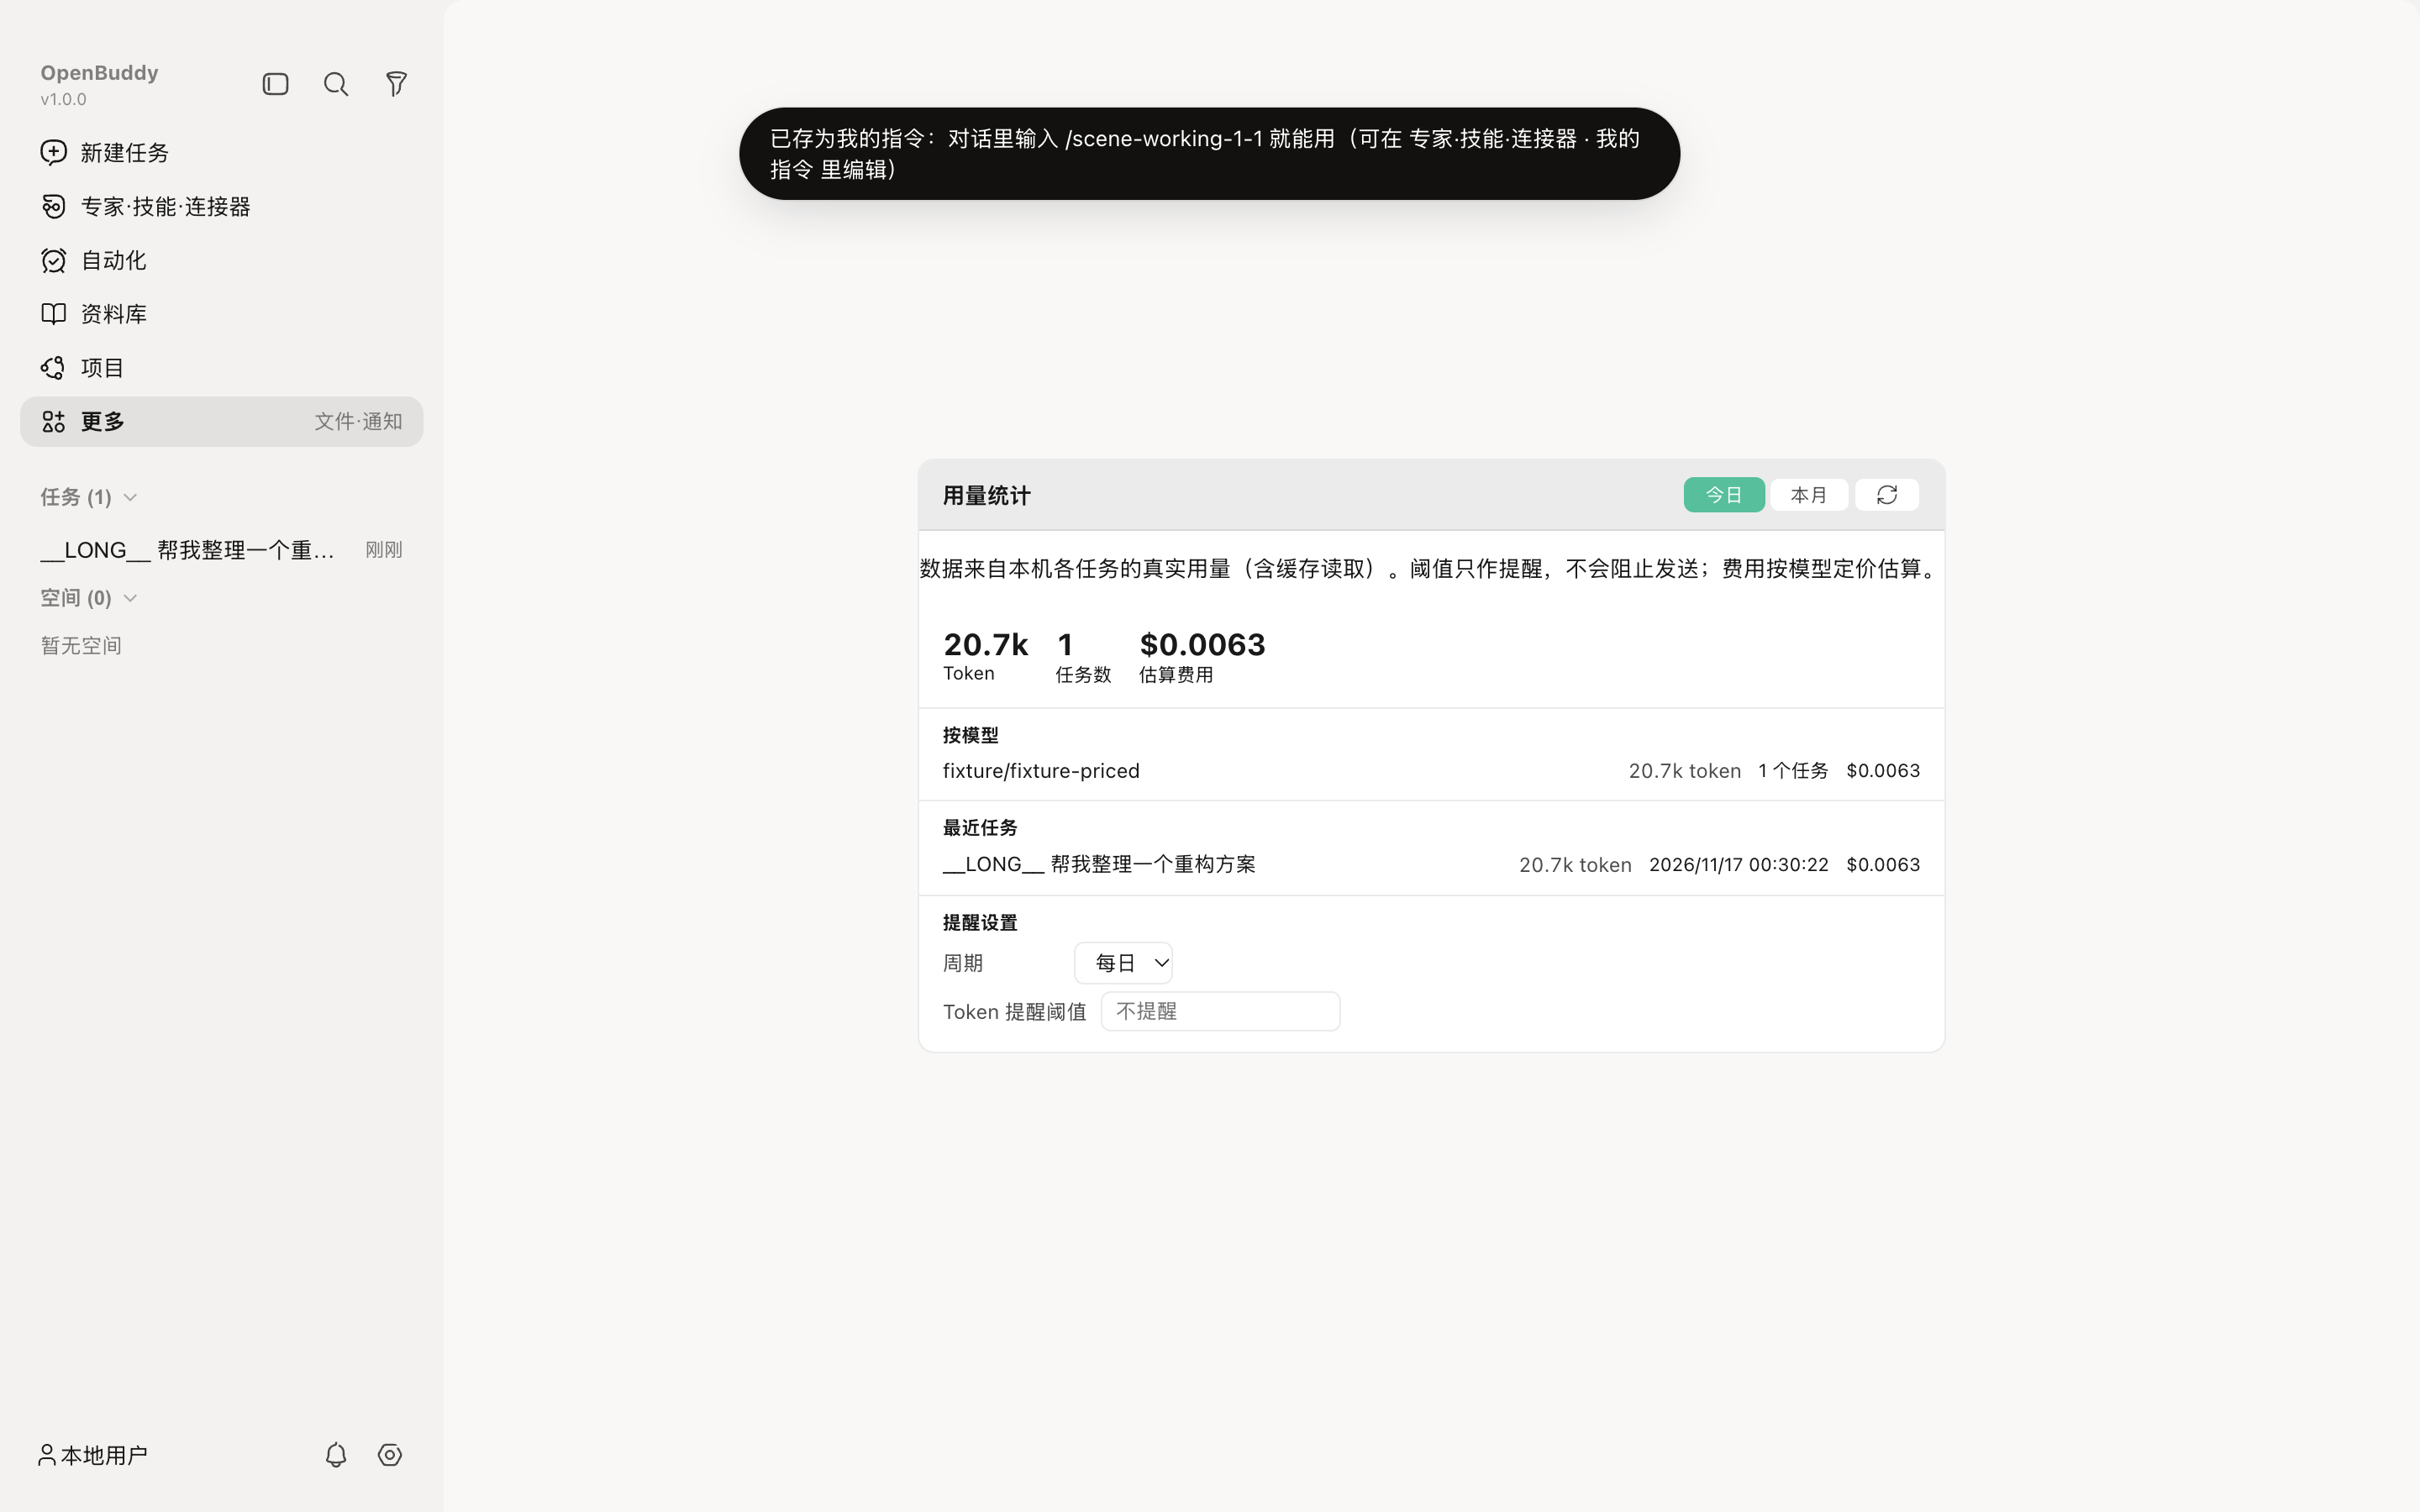 OpenBuddy
v1.0.0
新建任务
专家·技能·连接器
自动化
资料库
项目
更多 文件·通知
任务 (1)
__LONG__ 帮我整理一个重... 刚刚
空间 (0)
暂无空间
本地用户
已存为我的指令：对话里输入 /scene-working-1-1 就能用（可在 专家·技能·连接器 · 我的
指令 里编辑）
用量统计 今日 本月
数据来自本机各任务的真实用量（含缓存读取）。阈值只作提醒，不会阻止发送；费用按模型定价估算。
20.7k 1 $0.0063
Token 任务数 估算费用
按模型
fixture/fixture-priced 20.7k token 1 个任务 $0.0063
最近任务
__LONG__ 帮我整理一个重构方案 20.7k token 2026/11/17 00:30:22 $0.0063
提醒设置
周期 每日
Token 提醒阈值 不提醒